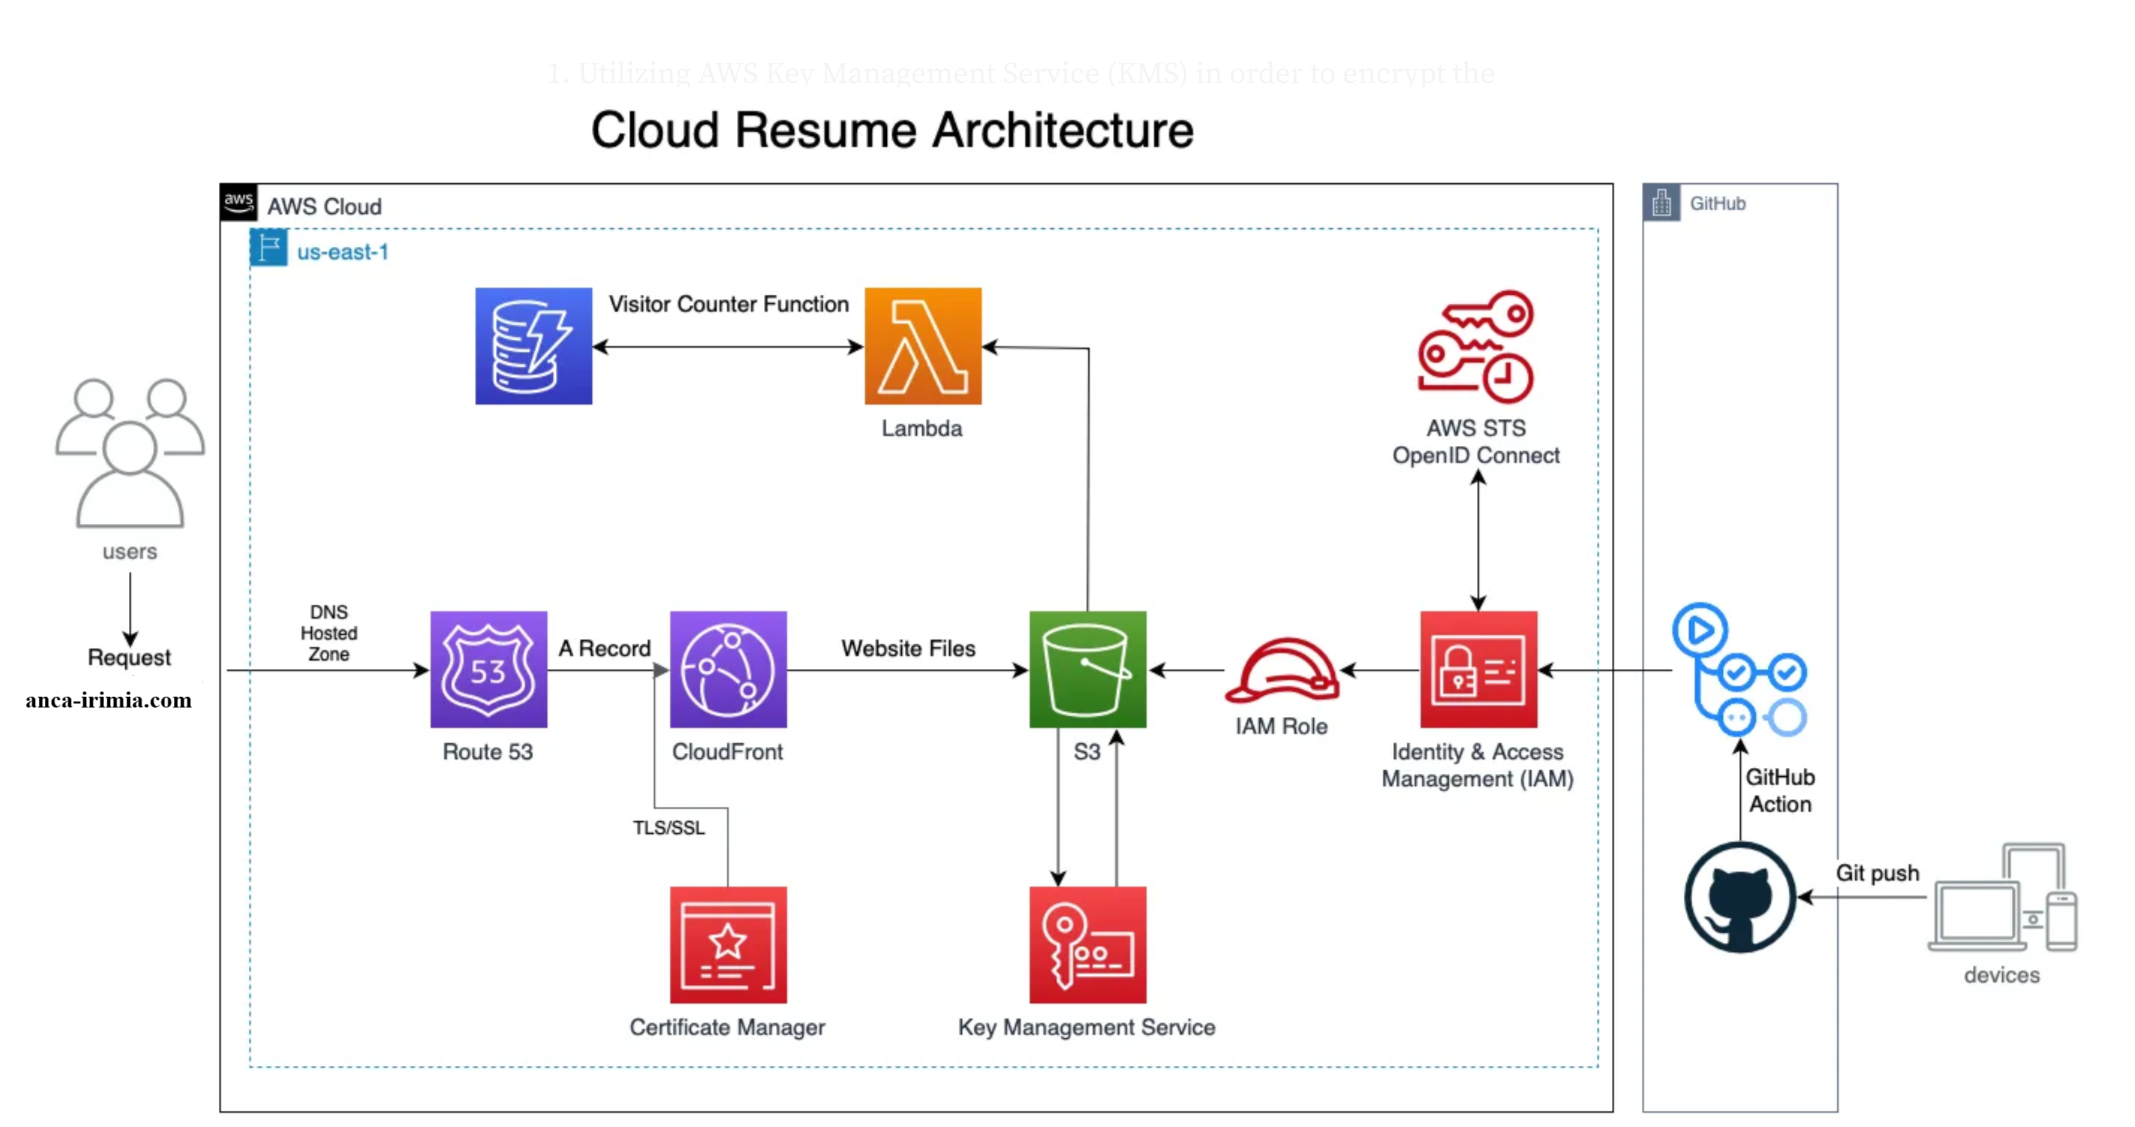 1. Utilizing AWS Key Management Service (KMS) in order to encrypt the
Cloud Resume Architecture
aws
AWS Cloud
GitHub
us-east-1
Visitor Counter Function
Lambda
AWS STS
OpenID Connect
users
Request
anca-irimia.com
DNS
Hosted
Zone
53
Route 53
A Record
CloudFront
Website Files
S3
IAM Role
Identity & Access
Management (IAM)
GitHub
Action
TLS/SSL
Git push
devices
Certificate Manager
Key Management Service